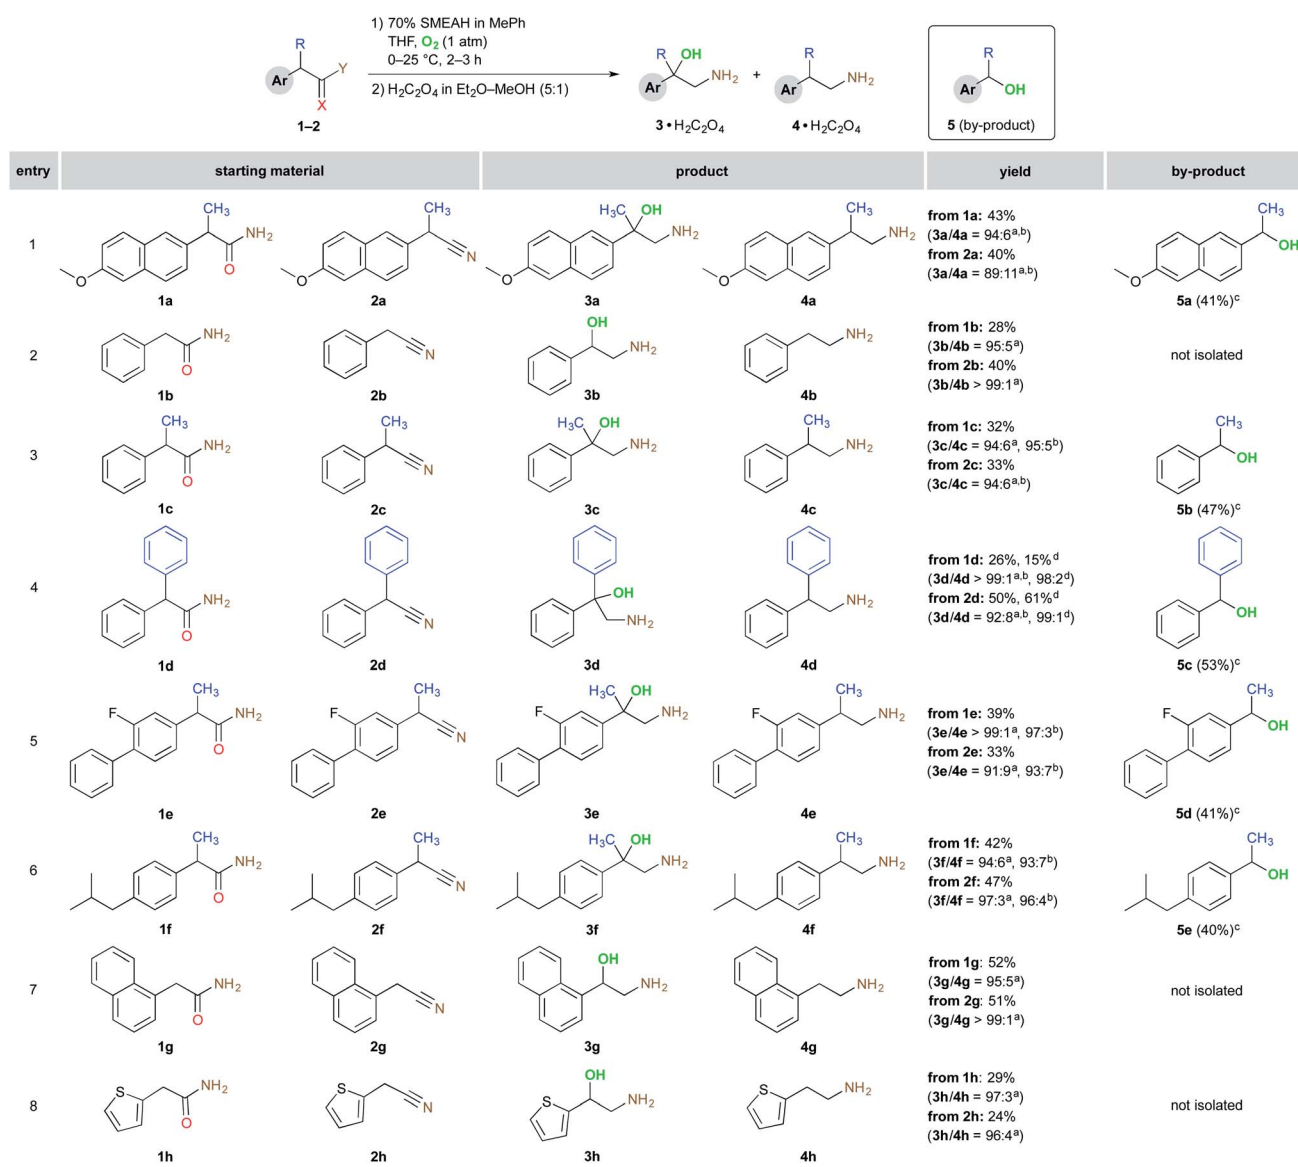 1) 70% SMEAH in MePh
THF, O2 (1 atm)
0–25 °C, 2–3 h
2) H2C2O4 in Et2O–MeOH (5:1)
R
Ar
Y
X
1–2
R
OH
Ar
NH2
3 • H2C2O4
+
R
Ar
NH2
4 • H2C2O4
R
Ar
OH
5 (by-product)
entry starting material product yield by-product
1
CH3
NH2
O
O
1a
CH3
N
O
2a
H3C
OH
NH2
O
3a
CH3
NH2
O
4a
from 1a: 43%
(3a/4a = 94:6a,b)
from 2a: 40%
(3a/4a = 89:11a,b)
CH3
OH
O
5a (41%)c
2
NH2
O
1b
N
2b
OH
NH2
3b
NH2
4b
from 1b: 28%
(3b/4b = 95:5a)
from 2b: 40%
(3b/4b > 99:1a)
not isolated
3
CH3
NH2
O
1c
CH3
N
2c
H3C
OH
NH2
3c
CH3
NH2
4c
from 1c: 32%
(3c/4c = 94:6a, 95:5b)
from 2c: 33%
(3c/4c = 94:6a,b)
CH3
OH
5b (47%)c
4
NH2
O
1d
N
2d
OH
NH2
3d
NH2
4d
from 1d: 26%, 15%d
(3d/4d > 99:1a,b, 98:2d)
from 2d: 50%, 61%d
(3d/4d = 92:8a,b, 99:1d)
OH
5c (53%)c
5
CH3
F
NH2
O
1e
CH3
F
N
2e
H3C
OH
F
NH2
3e
CH3
F
NH2
4e
from 1e: 39%
(3e/4e > 99:1a, 97:3b)
from 2e: 33%
(3e/4e = 91:9a, 93:7b)
CH3
F
OH
5d (41%)c
6
CH3
NH2
O
1f
CH3
N
2f
H3C
OH
NH2
3f
CH3
NH2
4f
from 1f: 42%
(3f/4f = 94:6a, 93:7b)
from 2f: 47%
(3f/4f = 97:3a, 96:4b)
CH3
OH
5e (40%)c
7
NH2
O
1g
N
2g
OH
NH2
3g
NH2
4g
from 1g: 52%
(3g/4g = 95:5a)
from 2g: 51%
(3g/4g > 99:1a)
not isolated
8
S
NH2
O
1h
S
N
2h
OH
S
NH2
3h
S
NH2
4h
from 1h: 29%
(3h/4h = 97:3a)
from 2h: 24%
(3h/4h = 96:4a)
not isolated